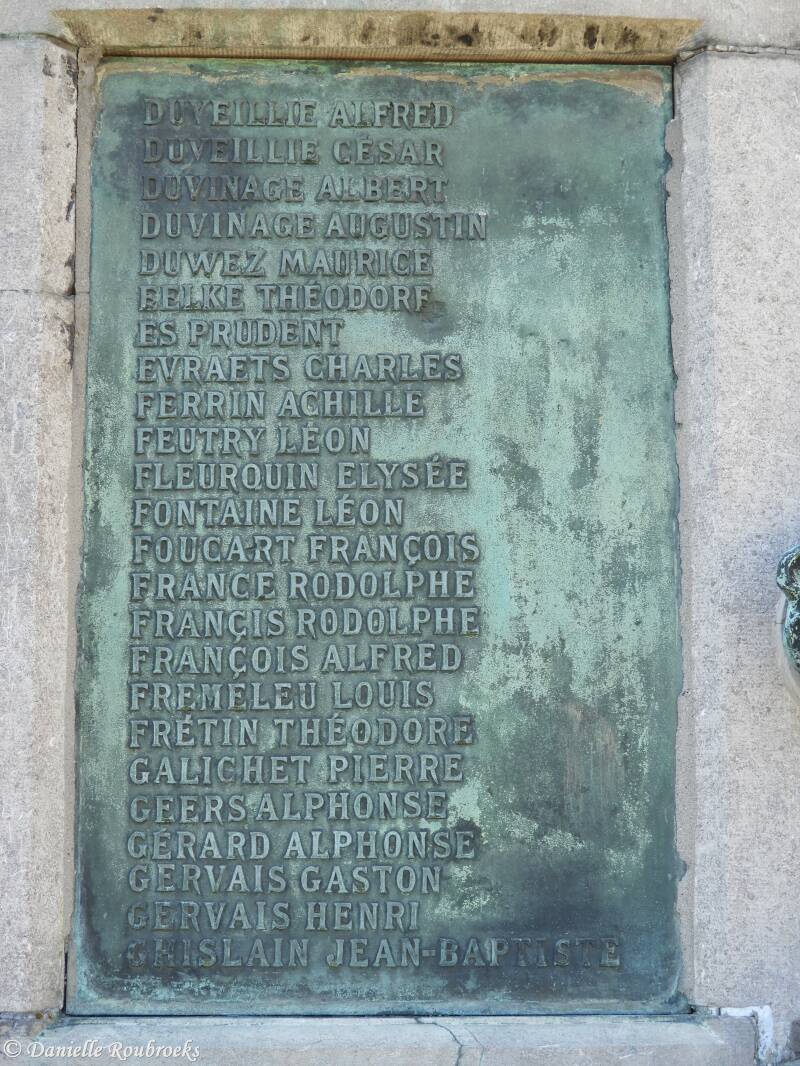 DUVEILLIE ALFRED
DUVEILLIE CÉSAR
DUVINAGE ALBERT
DUVINAGE AUGUSTIN
DUWEZ MAURICE
EELKE THÉODORE
ES PRUDENT
EVRAETS CHARLES
FERRIN ACHILLE
FEUTRY LÉON
FLEURQUIN ELYSÉE
FONTAINE LÉON
FOUCART FRANÇOIS
FRANCE RODOLPHE
FRANÇIS RODOLPHE
FRANÇOIS ALFRED
FREMELEU LOUIS
FRÉTIN THÉODORE
GALICHET PIERRE
GEERS ALPHONSE
GÉRARD ALPHONSE
GERVAIS GASTON
GERVAIS HENRI
GHISLAIN JEAN-BAPTISTE
© Danielle Roubroeks